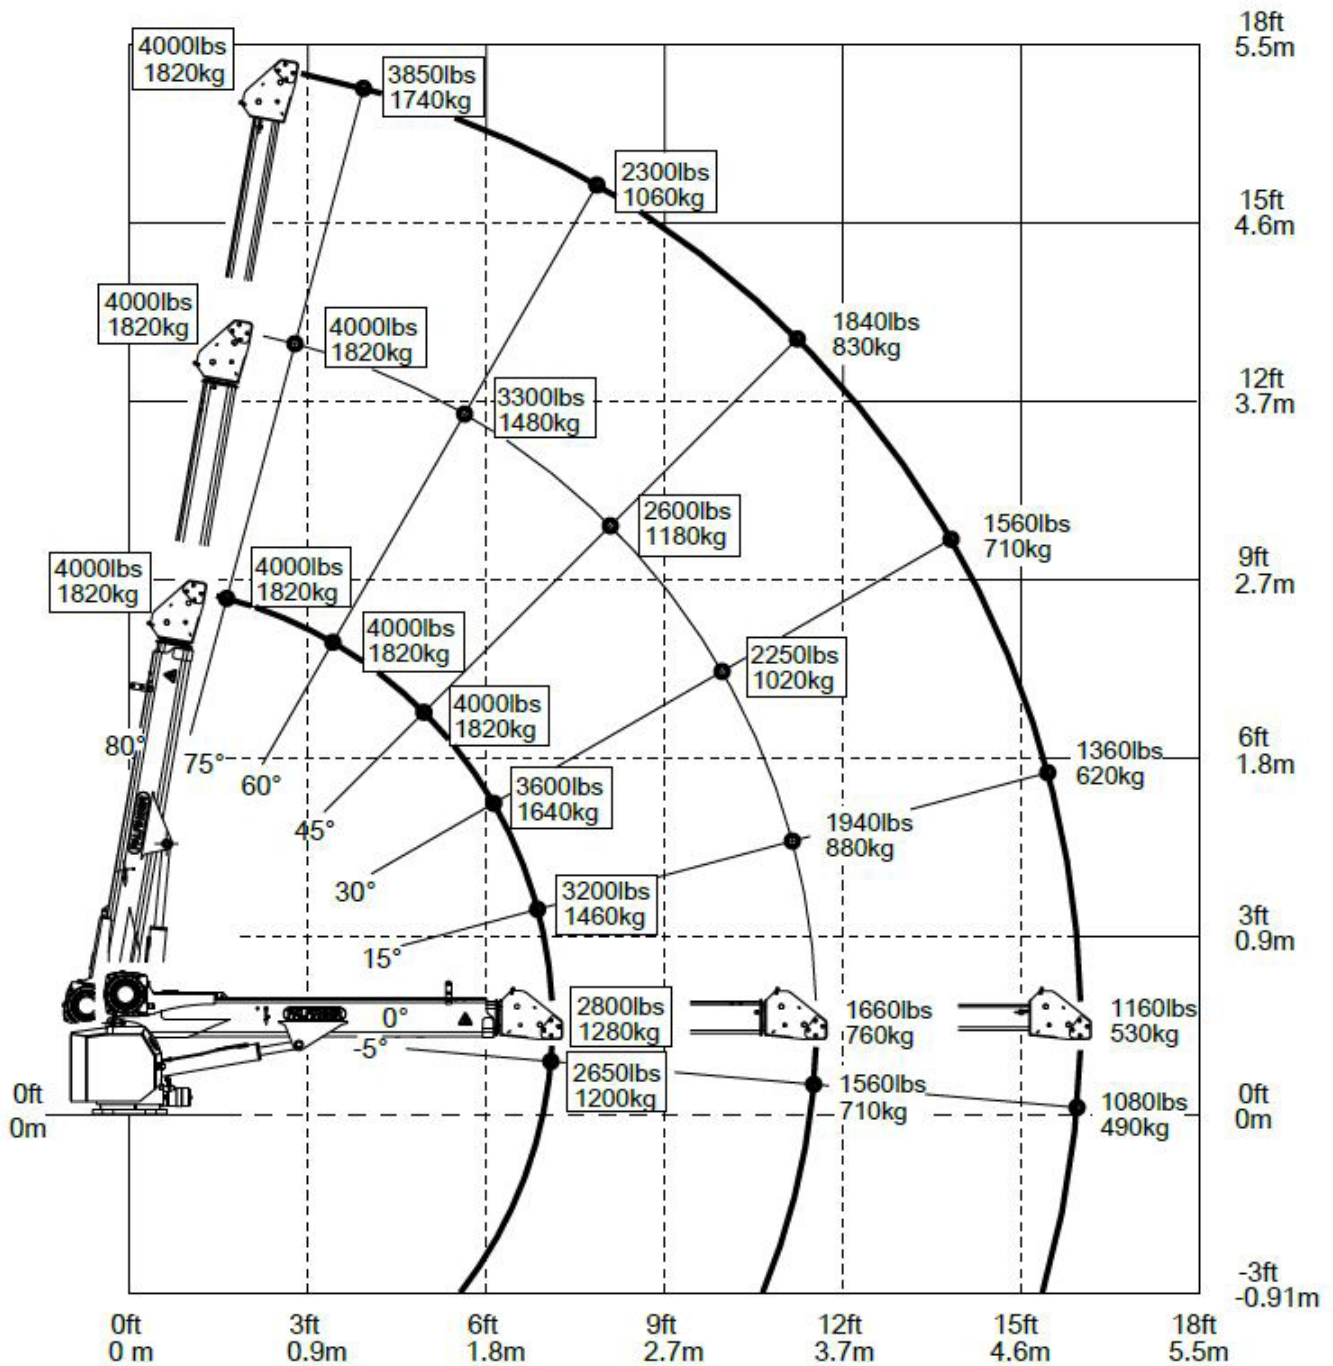 18ft
5.5m
4000lbs
1820kg
3850lbs
1740kg
2300lbs
1060kg
15ft
4.6m
4000lbs
1820kg
4000lbs
1820kg
1840lbs
830kg
3300lbs
1480kg
12ft
3.7m
2600lbs
1180kg
1560lbs
710kg
4000lbs
1820kg
4000lbs
1820kg
9ft
2.7m
4000lbs
1820kg
2250lbs
1020kg
4000lbs
1820kg
80°
75°
60°
45°
30°
15°
0°
-5°
3600lbs
1640kg
1360lbs
620kg
6ft
1.8m
1940lbs
880kg
3200lbs
1460kg
3ft
0.9m
2800lbs
1280kg
1660lbs
760kg
1160lbs
530kg
2650lbs
1200kg
1560lbs
710kg
1080lbs
490kg
0ft
0m
0ft
0m
-3ft
-0.91m
0ft
0 m
3ft
0.9m
6ft
1.8m
9ft
2.7m
12ft
3.7m
15ft
4.6m
18ft
5.5m